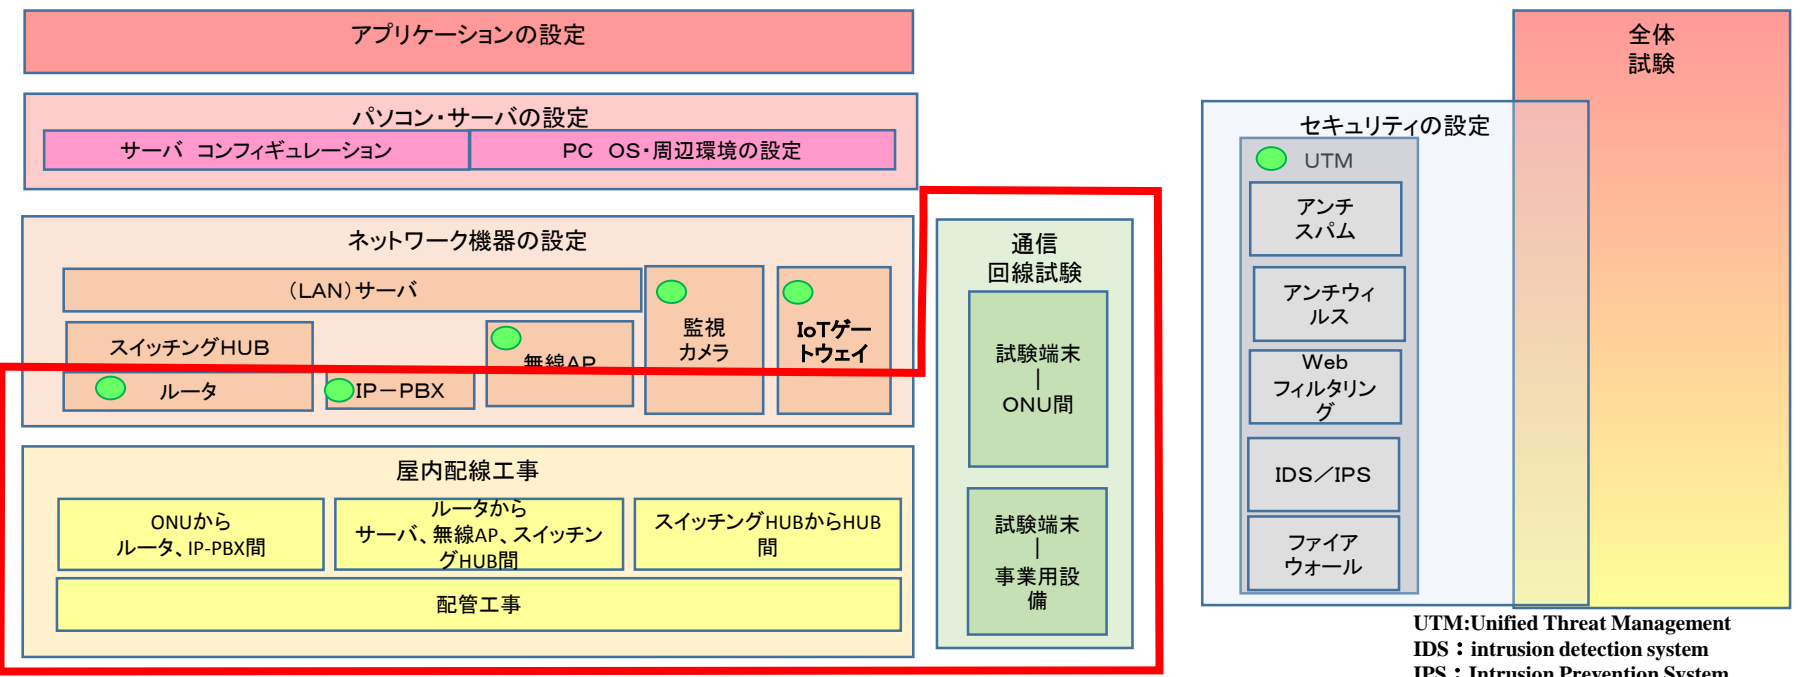 アプリケーションの設定
パソコン・サーバの設定
サーバ　コンフィギュレーション
PC　OS・周辺環境の設定
ネットワーク機器の設定
（LAN）サーバ
スイッチングHUB
ルータ
IP－PBX
無線AP
監視
カメラ
IoTゲー
トウェイ
屋内配線工事
ONUから
ルータ、IP-PBX間
ルータから
サーバ、無線AP、スイッチン
グHUB間
スイッチングHUBからHUB
間
配管工事
通信
回線試験
試験端末
｜
ONU間
試験端末
｜
事業用設
備
セキュリティの設定
UTM
アンチ
スパム
アンチウィ
ルス
Web
フィルタリン
グ
IDS／IPS
ファイア
ウォール
全体
試験
UTM:Unified Threat Management
IDS：intrusion detection system
IPS：Intrusion Prevention System